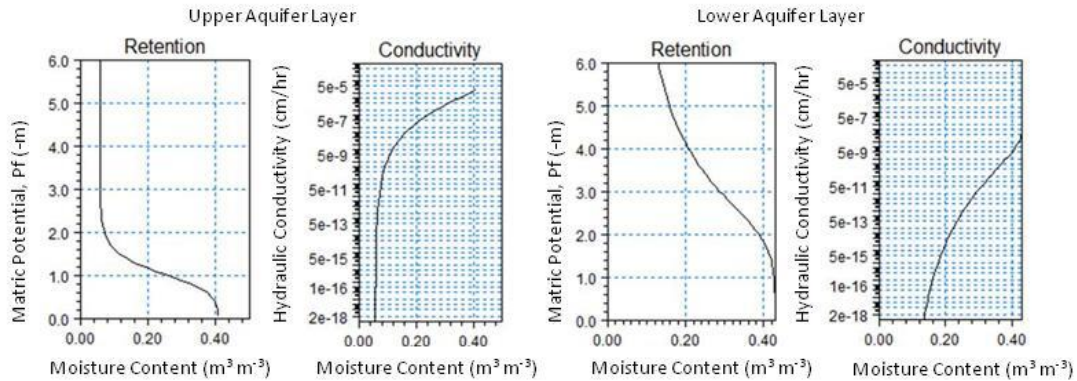 Upper Aquifer Layer
Lower Aquifer Layer
Retention
Conductivity
Retention
Conductivity
Matric Potential, Pf (-m)
6.0
5.0
4.0
3.0
2.0
1.0
0.0
0.00 0.20 0.40
Moisture Content (m³ m⁻³)
Hydraulic Conductivity (cm/hr)
5e-5
5e-7
5e-9
5e-11
5e-13
5e-15
1e-16
2e-18
0.00 0.20 0.40
Moisture Content (m³ m⁻³)
Matric Potential, Pf (-m)
6.0
5.0
4.0
3.0
2.0
1.0
0.0
0.00 0.20 0.40
Moisture Content (m³ m⁻³)
Hydraulic Conductivity (cm/hr)
5e-5
5e-7
5e-9
5e-11
5e-13
5e-15
1e-16
2e-18
0.00 0.20 0.40
Moisture Content (m³ m⁻³)